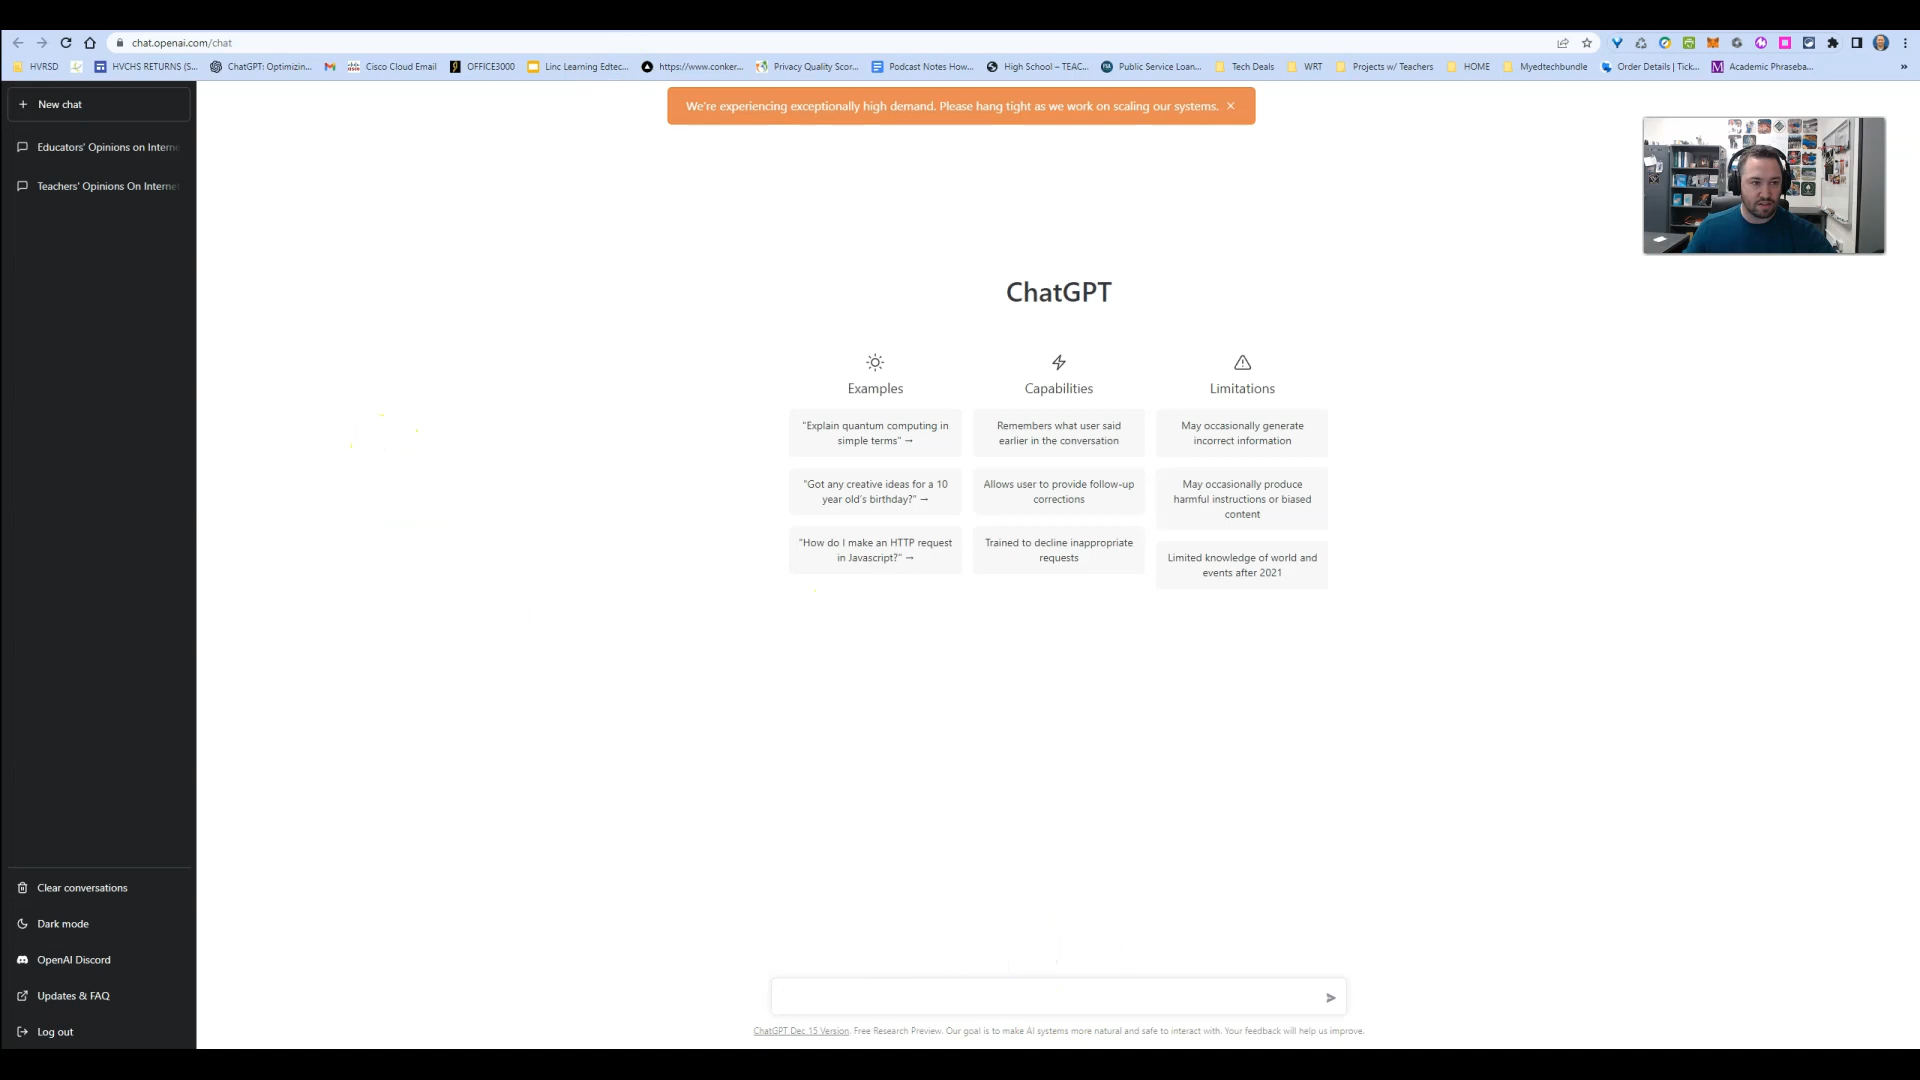 chat.openai.com/chat
HVRSD
HVCHS RETURNS (S...
ChatGPT: Optimizin...
Cisco Cloud Email
OFFICE3000
Linc Learning Edtec...
https://www.conker...
Privacy Quality Scor...
Podcast Notes How...
High School – TEAC...
Public Service Loan...
Tech Deals
WRT
Projects w/ Teachers
HOME
Myedtechbundle
Order Details | Tick...
Academic Phraseba...
»
+ New chat
We're experiencing exceptionally high demand. Please hang tight as we work on scaling our systems. ×
Educators' Opinions on Intern
Teachers' Opinions On Interne
ChatGPT
Examples
"Explain quantum computing in
simple terms" →
"Got any creative ideas for a 10
year old's birthday?" →
"How do I make an HTTP request
in Javascript?" →
Capabilities
Remembers what user said
earlier in the conversation
Allows user to provide follow-up
corrections
Trained to decline inappropriate
requests
Limitations
May occasionally generate
incorrect information
May occasionally produce
harmful instructions or biased
content
Limited knowledge of world and
events after 2021
Clear conversations
Dark mode
OpenAI Discord
Updates & FAQ
Log out
ChatGPT Dec 15 Version. Free Research Preview. Our goal is to make AI systems more natural and safe to interact with. Your feedback will help us improve.